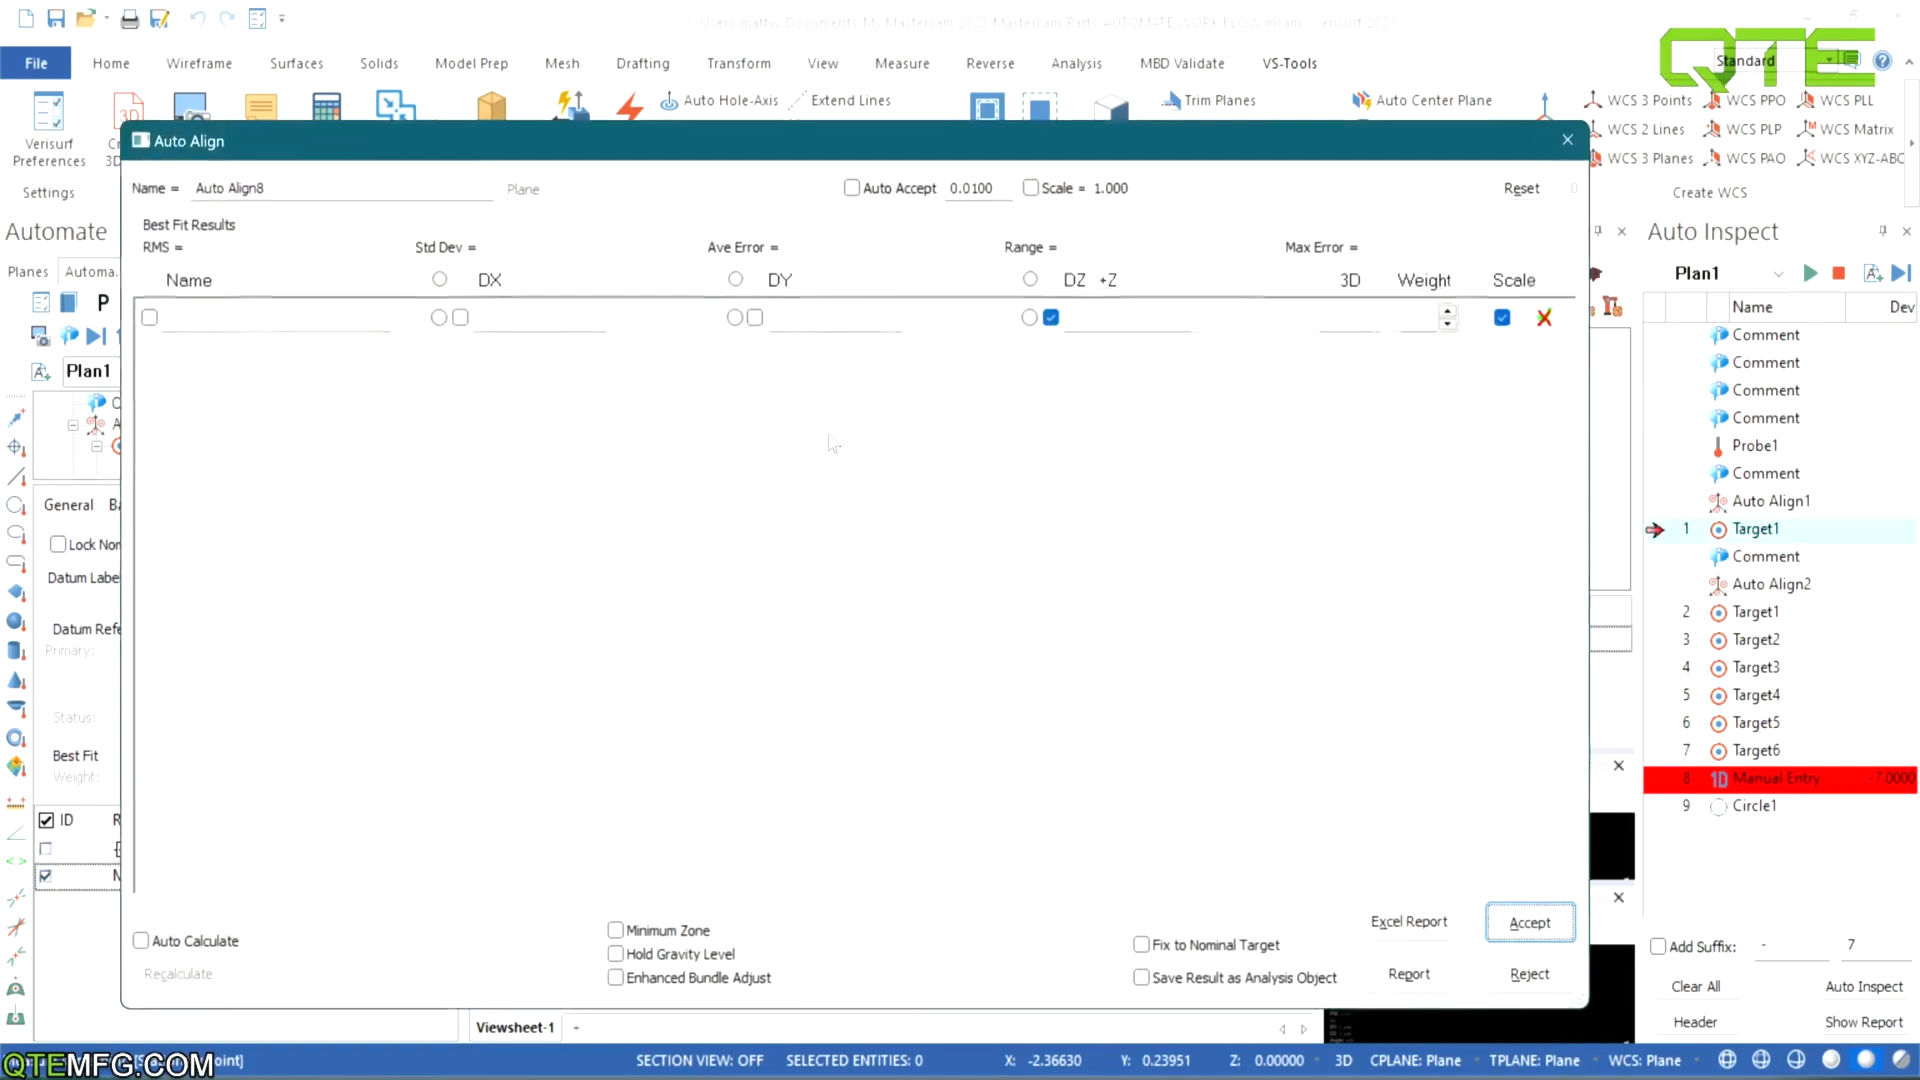 QTE
File Home Wireframe Surfaces Solids Model Prep Mesh Drafting Transform View Measure Reverse Analysis MBD Validate VS-Tools Standard
Auto Hole-Axis Extend Lines Trim Planes Auto Center Plane WCS 3 Points WCS PPO WCS PLL
WCS 2 Lines WCS PLP WCS Matrix
WCS 3 Planes WCS PAO WCS XYZ-ABC
Verisurf
Preferences
3D
Settings
Create WCS
Auto Align
Name = Auto Align8 Plane Auto Accept 0.0100 Scale = 1.000 Reset 0
Best Fit Results
RMS = Std Dev = Ave Error = Range = Max Error =
Name DX DY DZ +Z 3D Weight Scale
Auto Calculate
Recalculate
Minimum Zone
Hold Gravity Level
Enhanced Bundle Adjust
Fix to Nominal Target
Save Result as Analysis Object
Excel Report Accept
Report Reject
Automate
Planes Automa.
P
Plan1
General Ba
Lock Nor
Datum Labe
Datum Refe
Primary:
Status:
Best Fit
Weight:
ID R
Auto Inspect
Plan1
Name Dev
Comment
Comment
Comment
Comment
Probe1
Comment
Auto Align1
1 Target1
Comment
Auto Align2
2 Target1
3 Target2
4 Target3
5 Target4
6 Target5
7 Target6
8 1D Manual Entry -7.0000
9 Circle1
Add Suffix: - 7
Clear All Auto Inspect
Header Show Report
Viewsheet-1 +
QTEMFG.COM
SECTION VIEW: OFF SELECTED ENTITIES: 0 X: -2.36630 Y: 0.23951 Z: 0.00000 3D CPLANE: Plane TPLANE: Plane WCS: Plane